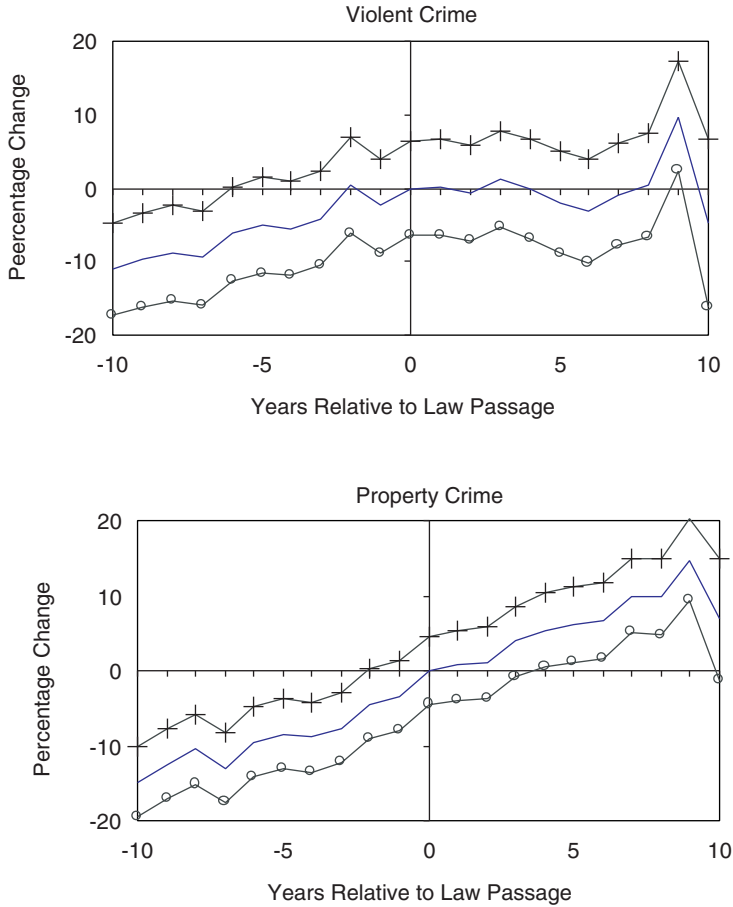 Violent Crime
20
10
0
-10
-20
Peercentage Change
-10 -5 0 5 10
Years Relative to Law Passage
Property Crime
20
10
0
-10
-20
Percentage Change
-10 -5 0 5 10
Years Relative to Law Passage